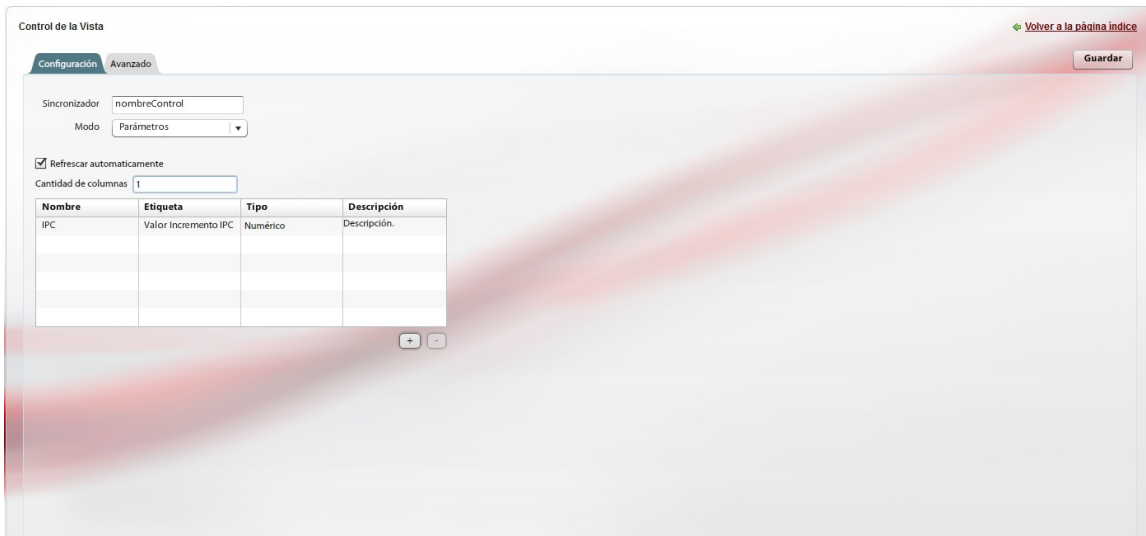 Control de la Vista
Volver a la página índice
Configuración Avanzado
Guardar
Sincronizador nombreControl
Modo Parámetros
Refrescar automaticamente
Cantidad de columnas 1
Nombre Etiqueta Tipo Descripción
IPC Valor Incremento IPC Numérico Descripción.
+ -